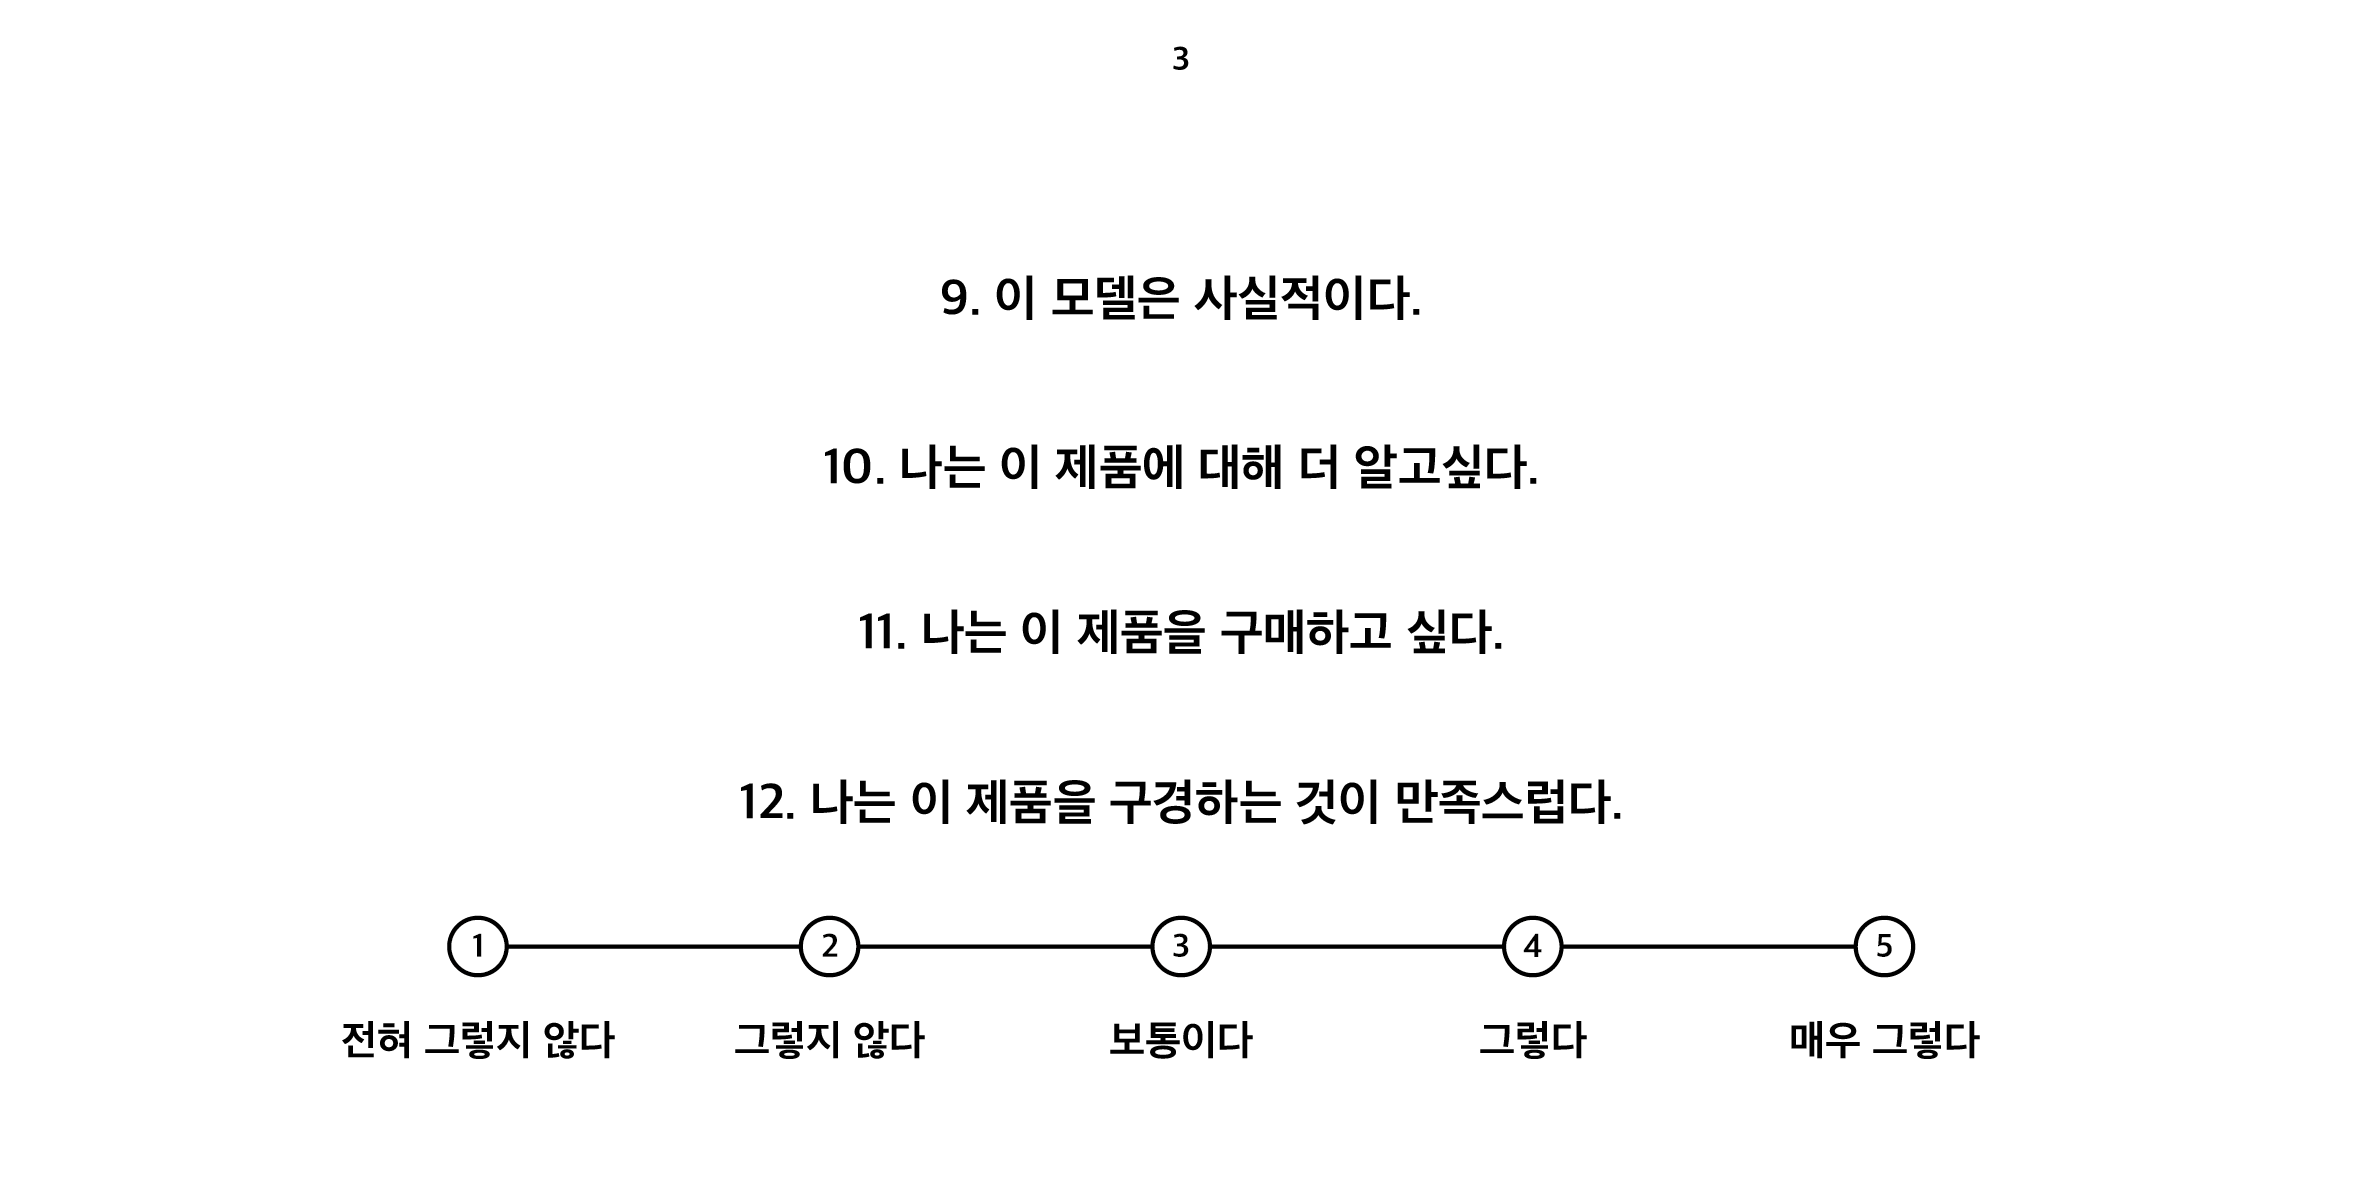 3
9. 이 모델은 사실적이다.
10. 나는 이 제품에 대해 더 알고싶다.
11. 나는 이 제품을 구매하고 싶다.
12. 나는 이 제품을 구경하는 것이 만족스럽다.
1 2 3 4 5
전혀 그렇지 않다 그렇지 않다 보통이다 그렇다 매우 그렇다